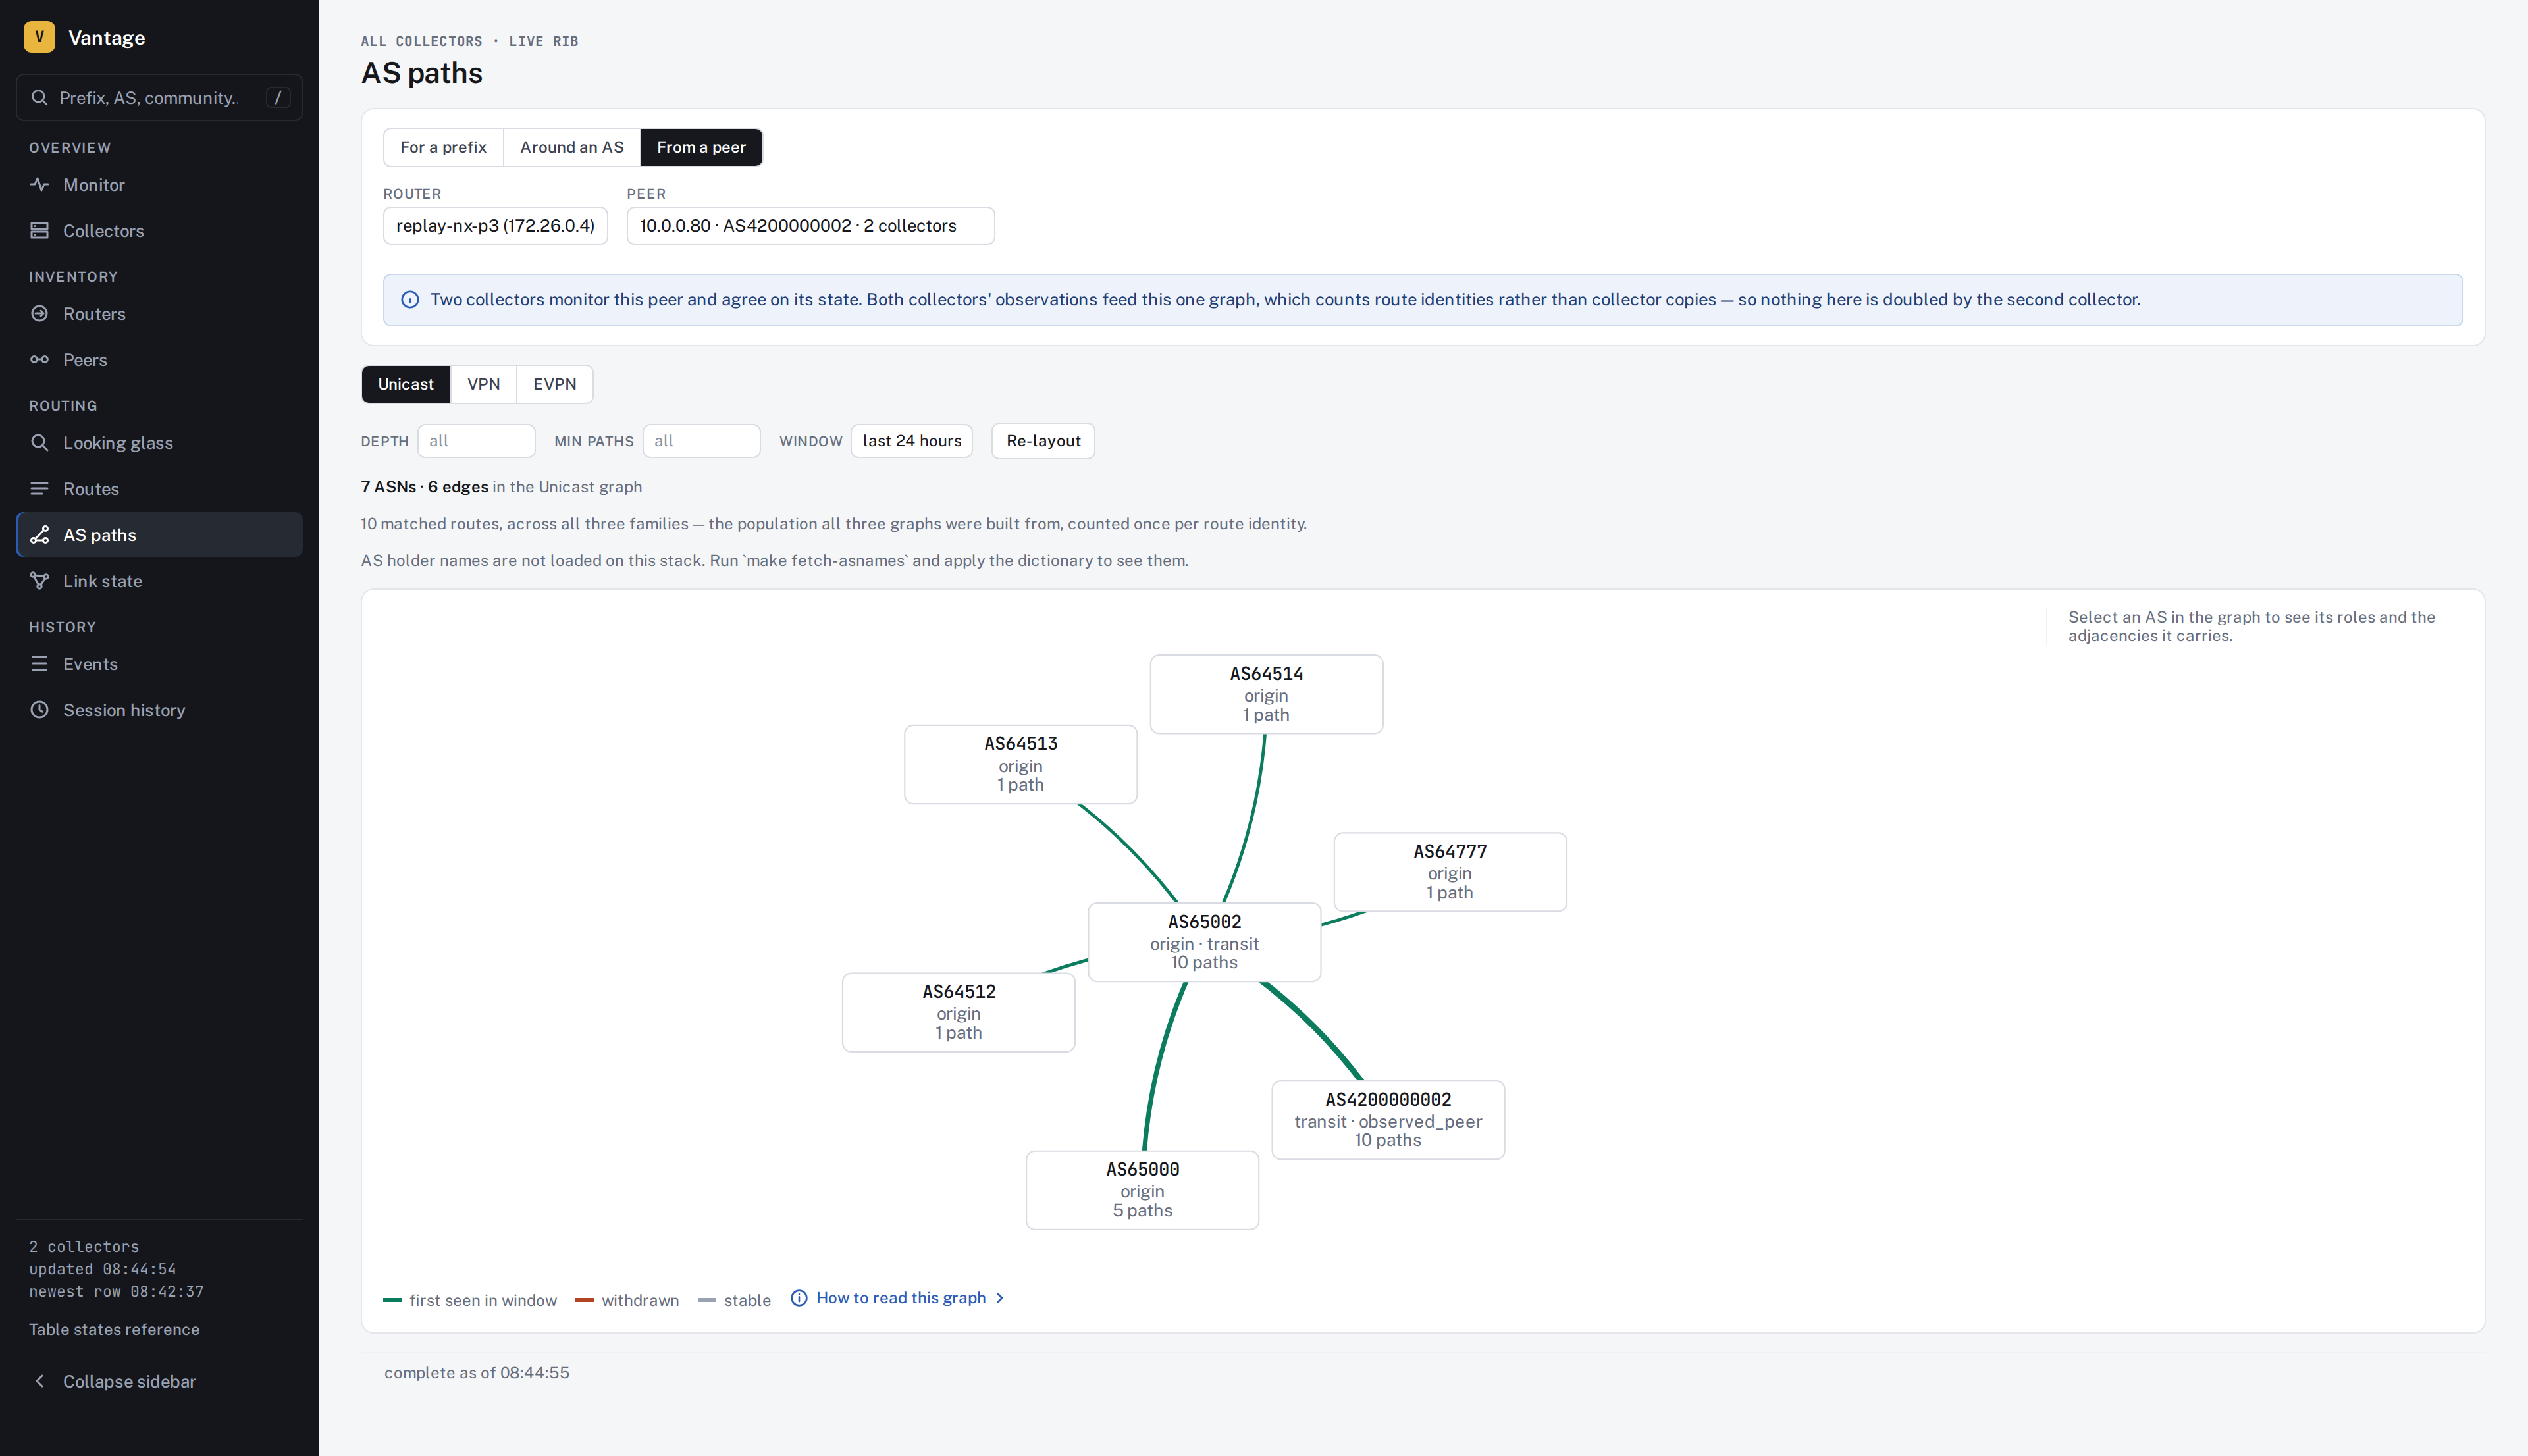 V
Vantage
Prefix, AS, community..
/
OVERVIEW
Monitor
Collectors
INVENTORY
Routers
Peers
ROUTING
Looking glass
Routes
AS paths
Link state
HISTORY
Events
Session history
2 collectors
updated 08:44:54
newest row 08:42:37
Table states reference
Collapse sidebar
ALL COLLECTORS · LIVE RIB
AS paths
For a prefix
Around an AS
From a peer
ROUTER
PEER
replay-nx-p3 (172.26.0.4)
10.0.0.80 · AS4200000002 · 2 collectors
Two collectors monitor this peer and agree on its state. Both collectors' observations feed this one graph, which counts route identities rather than collector copies — so nothing here is doubled by the second collector.
Unicast
VPN
EVPN
DEPTH
all
MIN PATHS
all
WINDOW
last 24 hours
Re-layout
7 ASNs · 6 edges in the Unicast graph
10 matched routes, across all three families — the population all three graphs were built from, counted once per route identity.
AS holder names are not loaded on this stack. Run `make fetch-asnames` and apply the dictionary to see them.
Select an AS in the graph to see its roles and the
adjacencies it carries.
AS64514
origin
1 path
AS64513
origin
1 path
AS64777
origin
1 path
AS65002
origin · transit
10 paths
AS64512
origin
1 path
AS4200000002
transit · observed_peer
10 paths
AS65000
origin
5 paths
first seen in window
withdrawn
stable
How to read this graph
complete as of 08:44:55